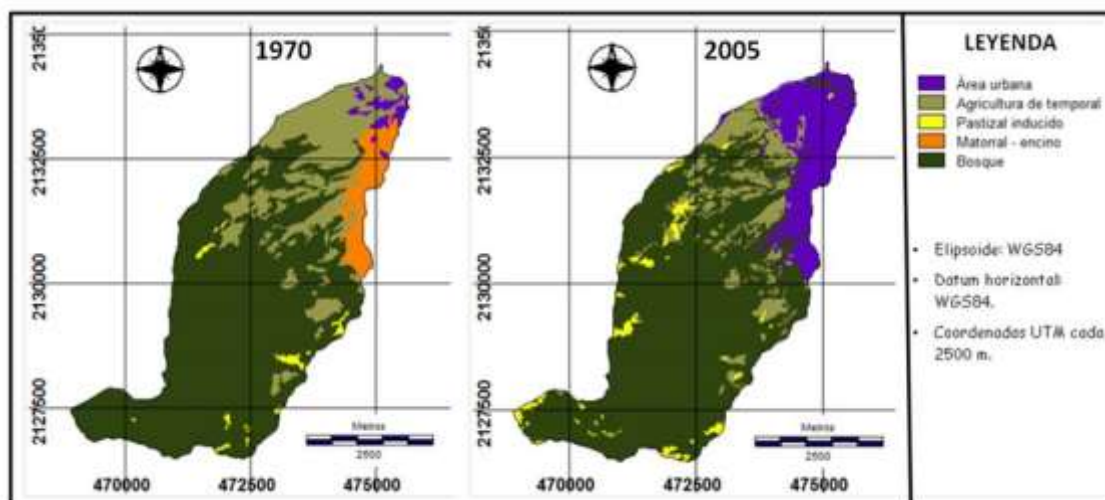 1970
2135000
2132500
2130000
2127500
Metros
2500
470000
472500
475000
2005
2135000
2132500
2130000
2127500
Metros
2500
470000
472500
475000
LEYENDA
Área urbana
Agricultura de temporal
Pastizal inducido
Matorral - encino
Bosque
• Elipsoide: WGS84
• Datum horizontal:
WGS84.
• Coordenadas UTM cada
2500 m.